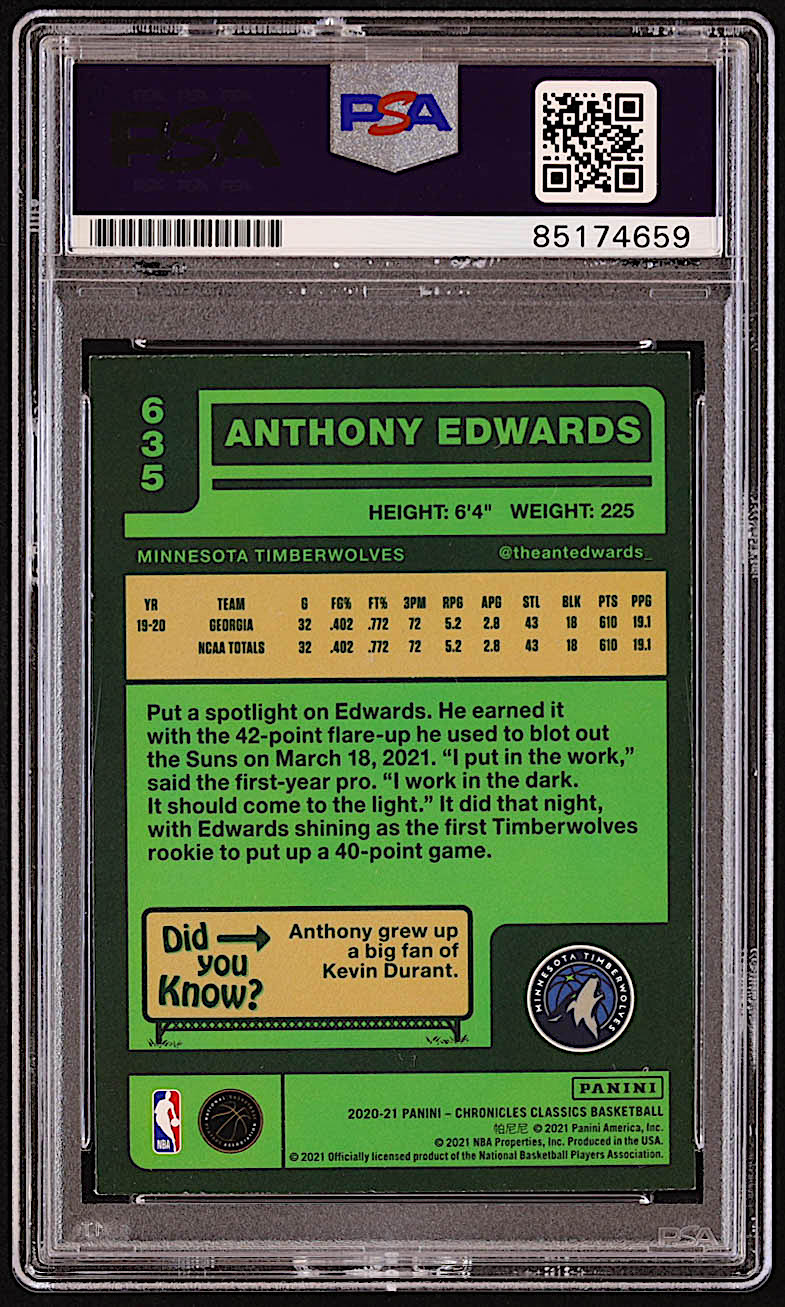 PSA
PSA
85174659
635
ANTHONY EDWARDS
HEIGHT: 6'4" WEIGHT: 225
MINNESOTA TIMBERWOLVES @theantedwards_
YR TEAM G FG% FT% 3PM RPG APG STL BLK PTS PPG
19-20 GEORGIA 32 .402 .772 72 5.2 2.8 43 18 610 19.1
NCAA TOTALS 32 .402 .772 72 5.2 2.8 43 18 610 19.1
Put a spotlight on Edwards. He earned it
with the 42-point flare-up he used to blot out
the Suns on March 18, 2021. “I put in the work,”
said the first-year pro. “I work in the dark.
It should come to the light.” It did that night,
with Edwards shining as the first Timberwolves
rookie to put up a 40-point game.
Did
you
Know?
Anthony grew up
a big fan of
Kevin Durant.
MINNESOTA TIMBERWOLVES
NBA
PANINI
2020-21 PANINI – CHRONICLES CLASSICS BASKETBALL
帕尼尼 © 2021 Panini America, Inc.
© 2021 NBA Properties, Inc. Produced in the USA.
© 2021 Officially licensed product of the National Basketball Players Association.
PSA